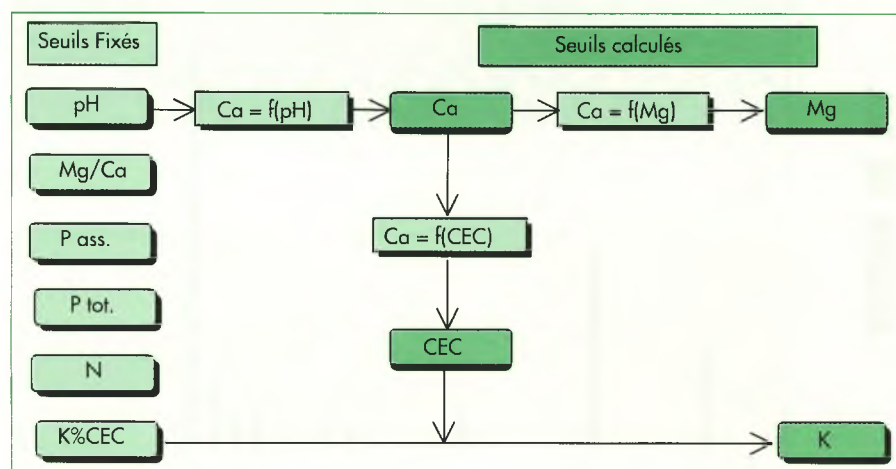 Seuils Fixés
Seuils calculés
pH
Ca = f(pH)
Ca
Ca = f(Mg)
Mg
Mg/Ca
P ass.
Ca = f(CEC)
P tot.
CEC
N
K%CEC
K